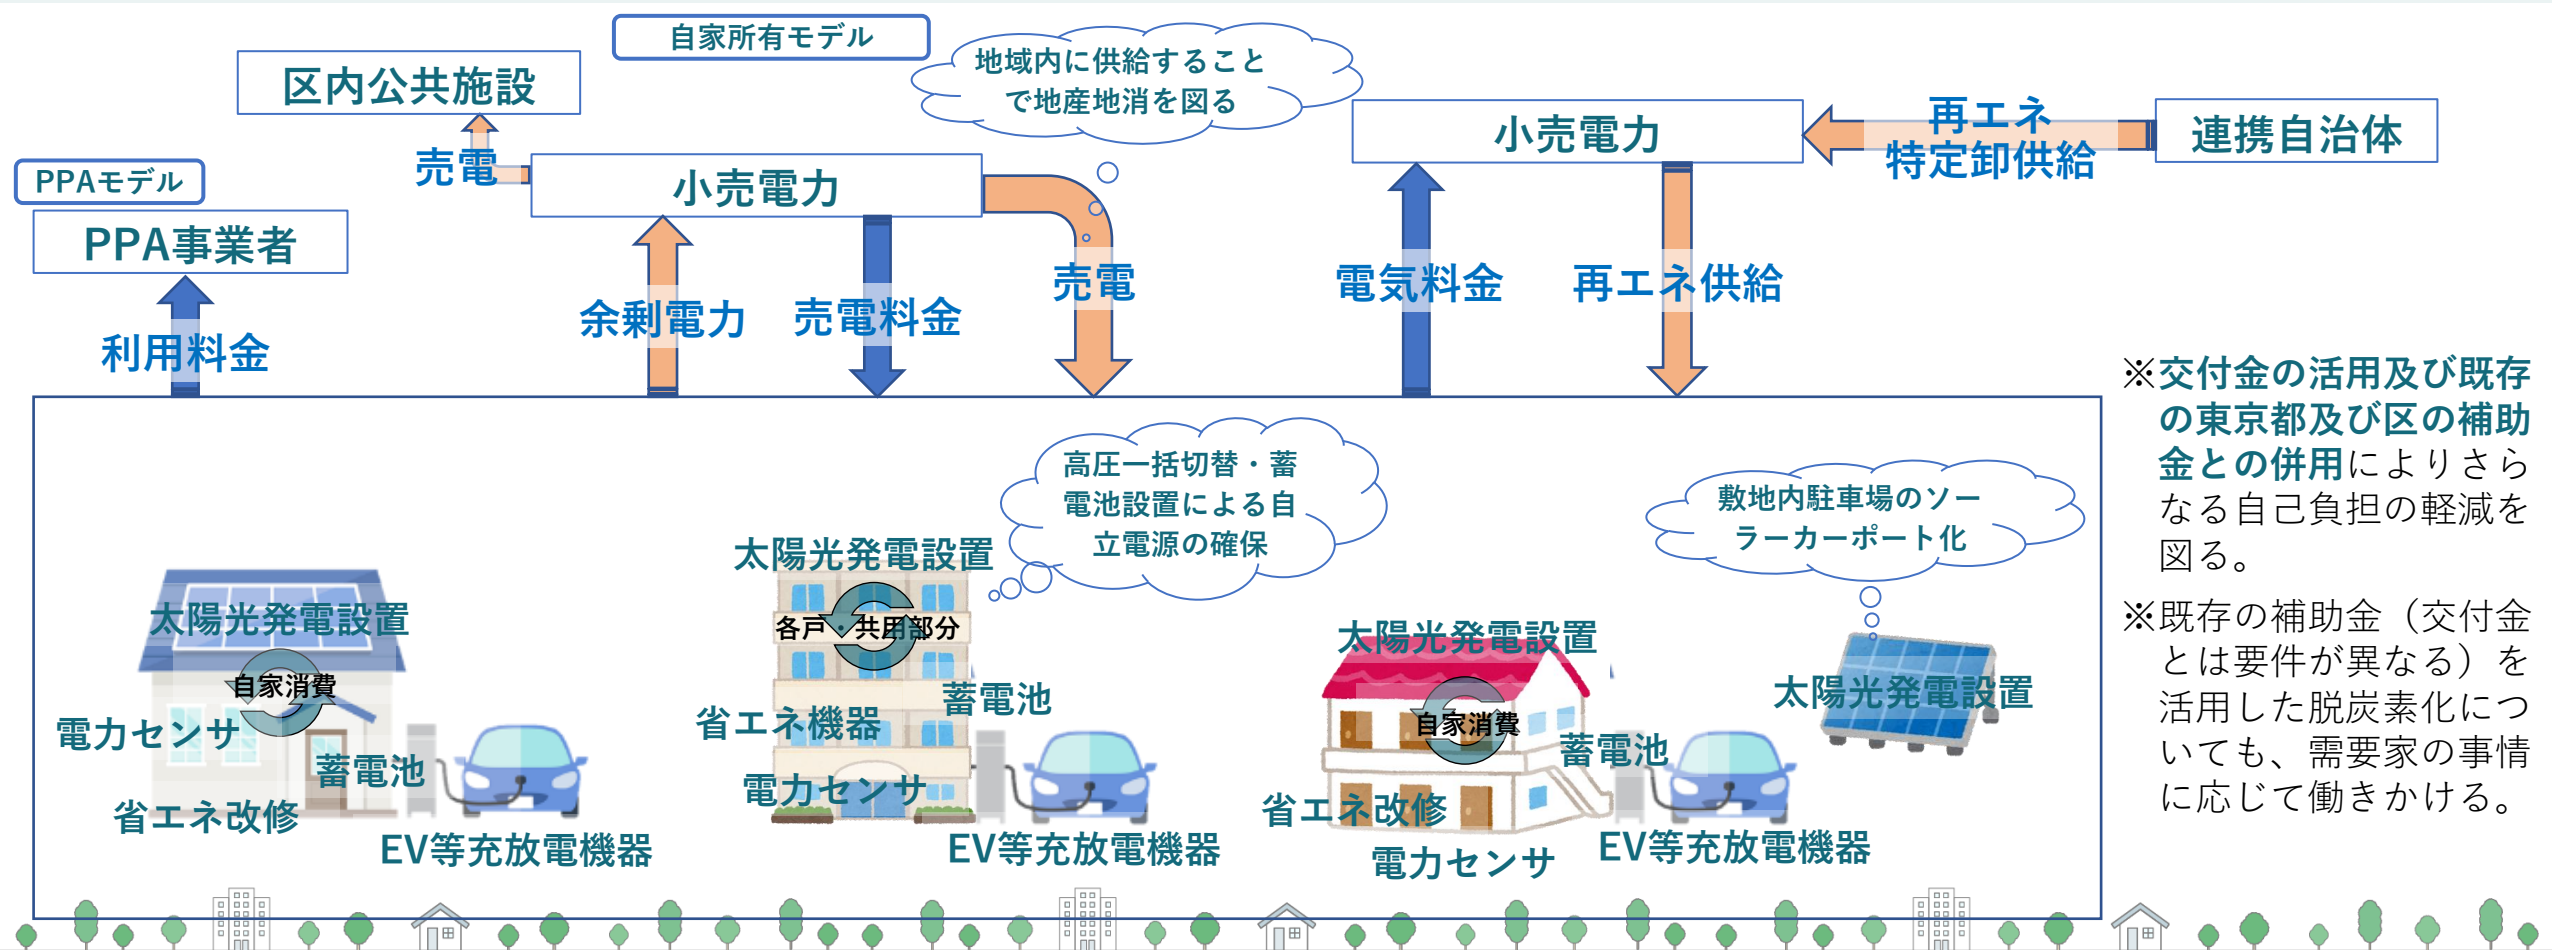 自家所有モデル
地域内に供給すること
で地産地消を図る
区内公共施設
売電
小売電力
PPAモデル
PPA事業者
利用料金
余剰電力
売電料金
売電
小売電力
再エネ
特定卸供給
連携自治体
電気料金
再エネ供給
※交付金の活用及び既存
の東京都及び区の補助
金との併用によりさら
なる自己負担の軽減を
図る。
※既存の補助金（交付金
とは要件が異なる）を
活用した脱炭素化につ
いても、需要家の事情
に応じて働きかける。
太陽光発電設置
自家消費
電力センサ
蓄電池
省エネ改修
EV等充放電機器
高圧一括切替・蓄
電池設置による自
立電源の確保
太陽光発電設置
各戸・共用部分
蓄電池
省エネ機器
電力センサ
EV等充放電機器
太陽光発電設置
自家消費
蓄電池
省エネ改修
電力センサ
EV等充放電機器
敷地内駐車場のソー
ラーカーポート化
太陽光発電設置